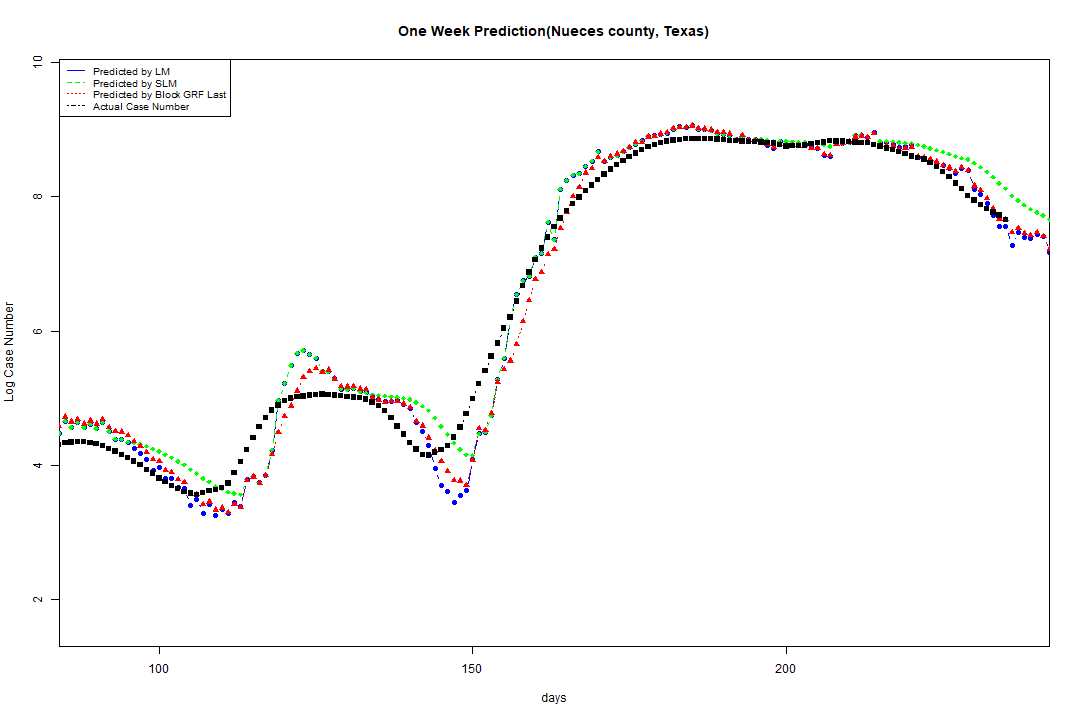 One Week Prediction(Nueces county, Texas)
Predicted by LM
Predicted by SLM
Predicted by Block GRF Last
Actual Case Number
10
8
6
4
2
Log Case Number
100
150
200
days